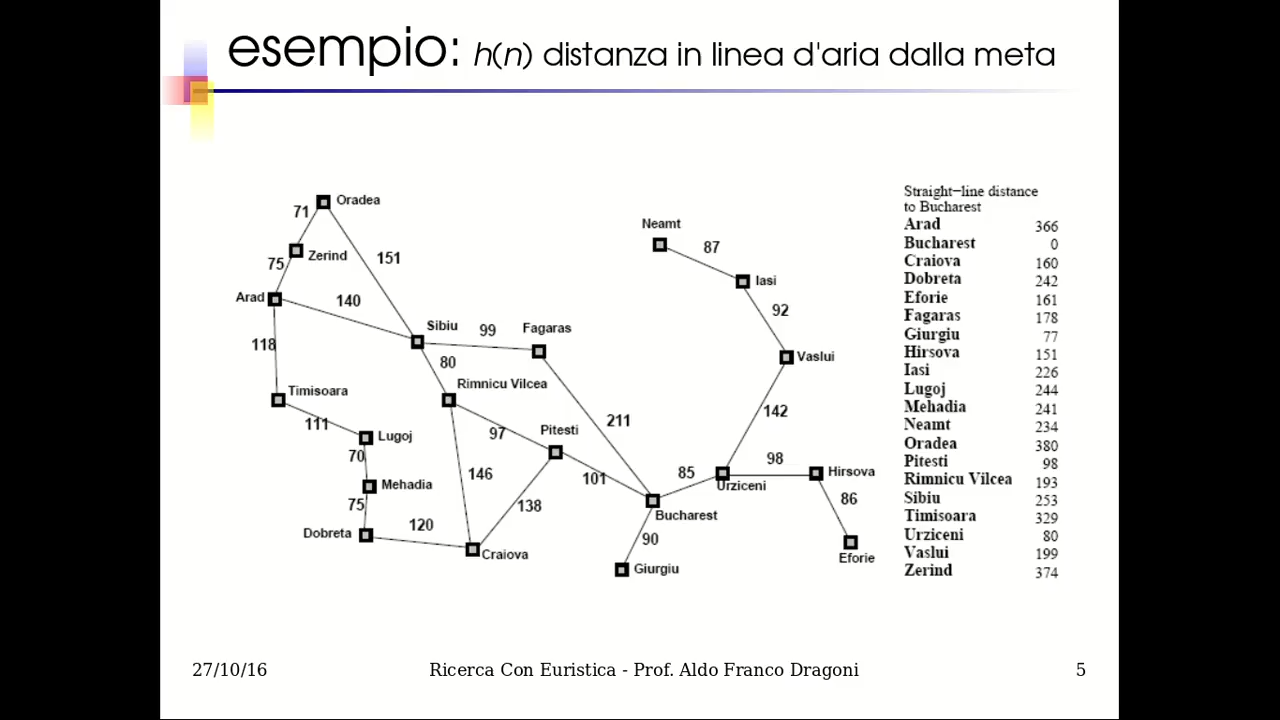 esempio: h(n) distanza in linea d'aria dalla meta
Oradea
71
Zerind
151
75
Arad
140
118
Sibiu
99
Fagaras
80
Rimnicu Vilcea
Timisoara
111
Lugoj
70
97
Pitesti
211
Mehadia
146
101
75
138
Dobreta
120
Craiova
Neamt
87
Iasi
92
Vaslui
142
98
Hirsova
85
Urziceni
86
Bucharest
90
Giurgiu
Eforie
Straight-line distance
to Bucharest
Arad 366
Bucharest 0
Craiova 160
Dobreta 242
Eforie 161
Fagaras 178
Giurgiu 77
Hirsova 151
Iasi 226
Lugoj 244
Mehadia 241
Neamt 234
Oradea 380
Pitesti 98
Rimnicu Vilcea 193
Sibiu 253
Timisoara 329
Urziceni 80
Vaslui 199
Zerind 374
27/10/16 Ricerca Con Euristica - Prof. Aldo Franco Dragoni 5